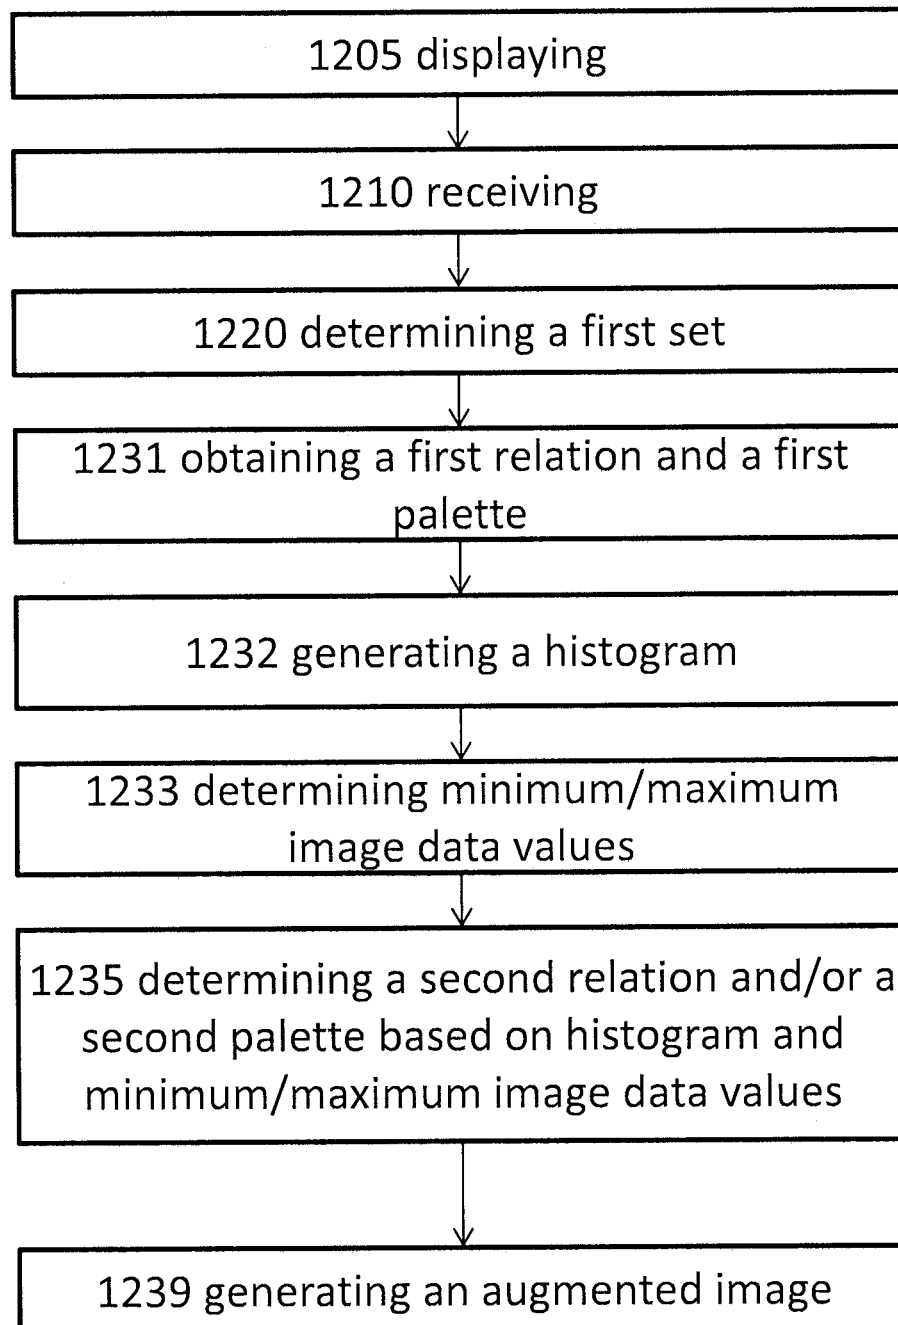 1205 displaying
1210 receiving
1220 determining a first set
1231 obtaining a first relation and a first
palette
1232 generating a histogram
1233 determining minimum/maximum
image data values
1235 determining a second relation and/or a
second palette based on histogram and
minimum/maximum image data values
1239 generating an augmented image